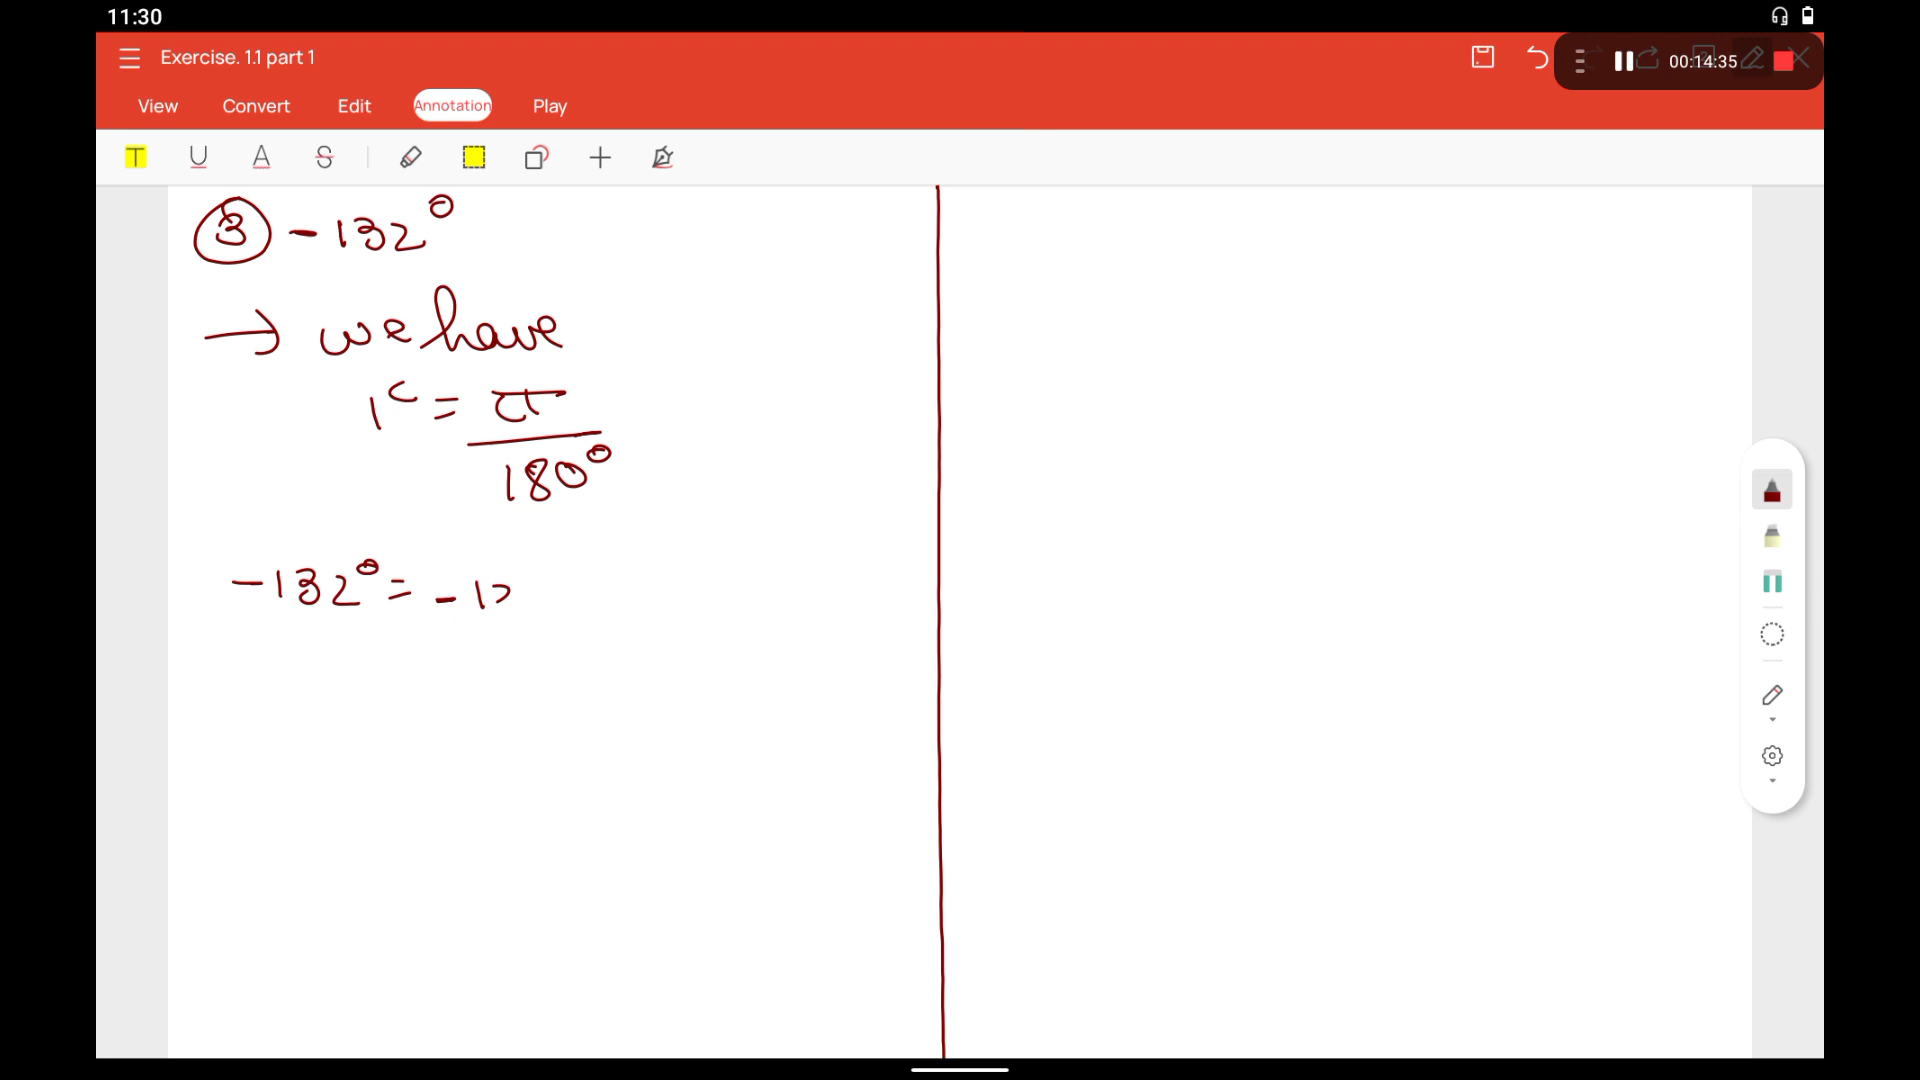 11:30
Exercise. 1.1 part 1
00:14:35
View Convert Edit Annotation Play
T U A S
③ - 132°
→ we have
1ᶜ = π
180°
-132° = - 1